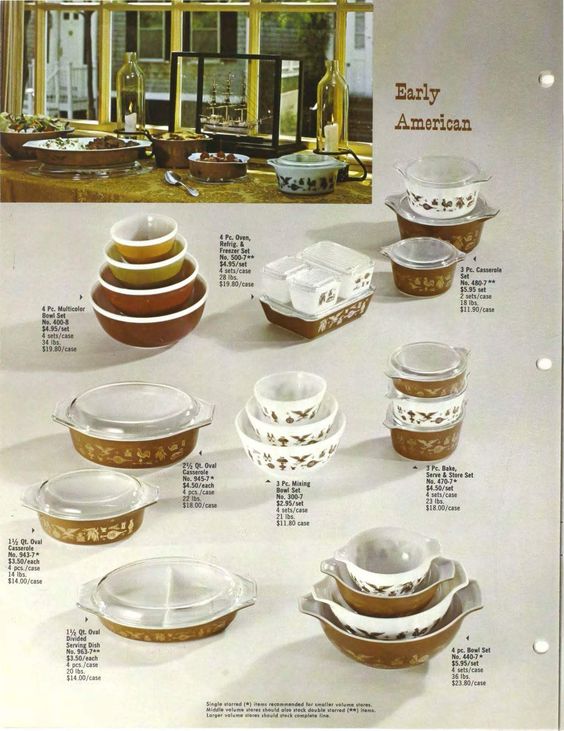 Early
American
4 Pc. Oven,
Refrig. &
Freezer Set
No. 500-7**
$4.95/set
4 sets/case
28 lbs.
$19.80/case
3 Pc. Casserole
Set
No. 480-7**
$5.95 set
2 sets/case
18 lbs.
$11.90/case
4 Pc. Multicolor
Bowl Set
No. 400-8
$4.95/set
4 sets/case
34 lbs.
$19.80/case
2½ Qt. Oval
Casserole
No. 945-7*
$4.50/each
4 pcs./case
22 lbs.
$18.00/case
3 Pc. Mixing
Bowl Set
No. 300-7
$2.95/set
4 sets/case
21 lbs.
$11.80 case
3 Pc. Bake,
Serve & Store Set
No. 470-7*
$4.50/set
4 sets/case
23 lbs.
$18.00/case
1½ Qt. Oval
Casserole
No. 943-7*
$3.50/each
4 pcs./case
14 lbs.
$14.00/case
1½ Qt. Oval
Divided
Serving Dish
No. 963-7**
$3.50/each
4 pcs./case
20 lbs.
$14.00/case
4 pc. Bowl Set
No. 440-7*
$5.95/set
4 sets/case
36 lbs.
$23.80/case
Single starred (*) items recommended for smaller volume stores.
Middle volume stores should also stock double starred (**) items.
Larger volume stores should stock complete line.